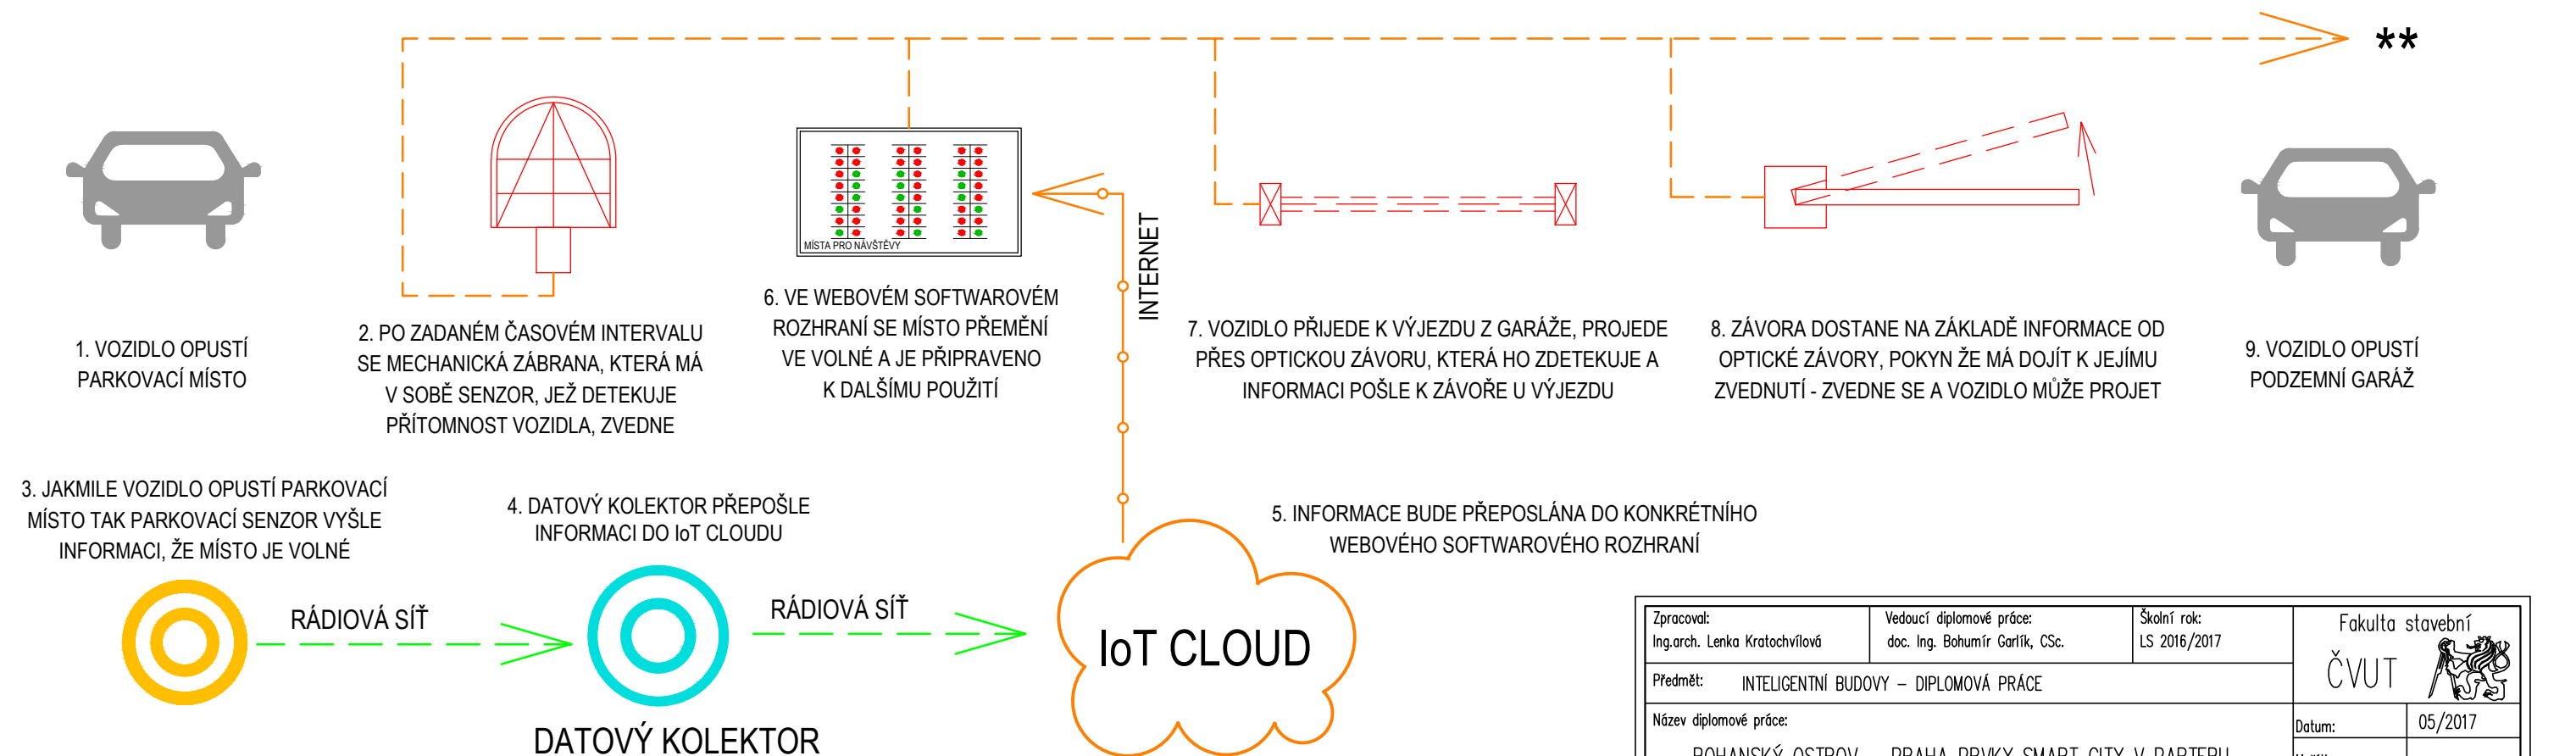 **
MÍSTA PRO NÁVŠTĚVY
INTERNET
1. VOZIDLO OPUSTÍ
PARKOVACÍ MÍSTO
2. PO ZADANÉM ČASOVÉM INTERVALU
SE MECHANICKÁ ZÁBRANA, KTERÁ MÁ
V SOBĚ SENZOR, JEŽ DETEKUJE
PŘÍTOMNOST VOZIDLA, ZVEDNE
6. VE WEBOVÉM SOFTWAROVÉM
ROZHRANÍ SE MÍSTO PŘEMĚNÍ
VE VOLNÉ A JE PŘIPRAVENO
K DALŠÍMU POUŽITÍ
7. VOZIDLO PŘIJEDE K VÝJEZDU Z GARÁŽE, PROJEDE
PŘES OPTICKOU ZÁVORU, KTERÁ HO ZDETEKUJE A
INFORMACI POŠLE K ZÁVOŘE U VÝJEZDU
8. ZÁVORA DOSTANE NA ZÁKLADĚ INFORMACE OD
OPTICKÉ ZÁVORY, POKYN ŽE MÁ DOJÍT K JEJÍMU
ZVEDNUTÍ - ZVEDNE SE A VOZIDLO MŮŽE PROJET
9. VOZIDLO OPUSTÍ
PODZEMNÍ GARÁŽ
3. JAKMILE VOZIDLO OPUSTÍ PARKOVACÍ
MÍSTO TAK PARKOVACÍ SENZOR VYŠLE
INFORMACI, ŽE MÍSTO JE VOLNÉ
4. DATOVÝ KOLEKTOR PŘEPOŠLE
INFORMACI DO IoT CLOUDU
5. INFORMACE BUDE PŘEPOSLÁNA DO KONKRÉTNÍHO
WEBOVÉHO SOFTWAROVÉHO ROZHRANÍ
RÁDIOVÁ SÍŤ
RÁDIOVÁ SÍŤ
IoT CLOUD
DATOVÝ KOLEKTOR
Zpracoval:
Ing.arch. Lenka Kratochvílová
Vedoucí diplomové práce:
doc. Ing. Bohumír Garlík, CSc.
Školní rok:
LS 2016/2017
Fakulta stavební
ČVUT
Předmět: INTELIGENTNÍ BUDOVY – DIPLOMOVÁ PRÁCE
Název diplomové práce:
Datum: 05/2017
ROHANSKÝ OSTROV – PRAHA PRVKY SMART CITY V PARTERU